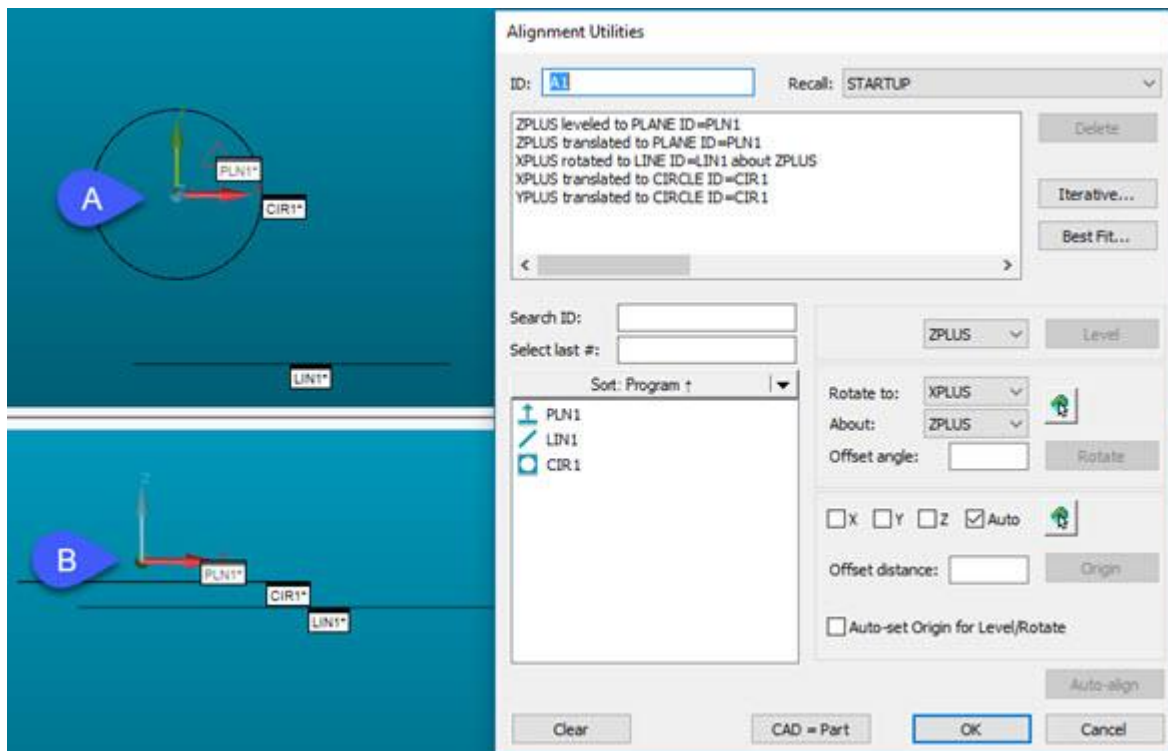 A
PLN1*
CIR1*
LIN1*
Z
B
PLN1*
CIR1*
LIN1*
Alignment Utilities
ID: A1
Recall: STARTUP
ZPLUS leveled to PLANE ID=PLN1
ZPLUS translated to PLANE ID=PLN1
XPLUS rotated to LINE ID=LIN1 about ZPLUS
XPLUS translated to CIRCLE ID=CIR1
YPLUS translated to CIRCLE ID=CIR1
Delete
Iterative...
Best Fit...
Search ID:
Select last #:
Sort: Program ↑
PLN1
LIN1
CIR1
ZPLUS
Level
Rotate to: XPLUS
About: ZPLUS
Offset angle:
Rotate
X Y Z Auto
Offset distance:
Origin
Auto-set Origin for Level/Rotate
Auto-align
Clear
CAD = Part
OK
Cancel